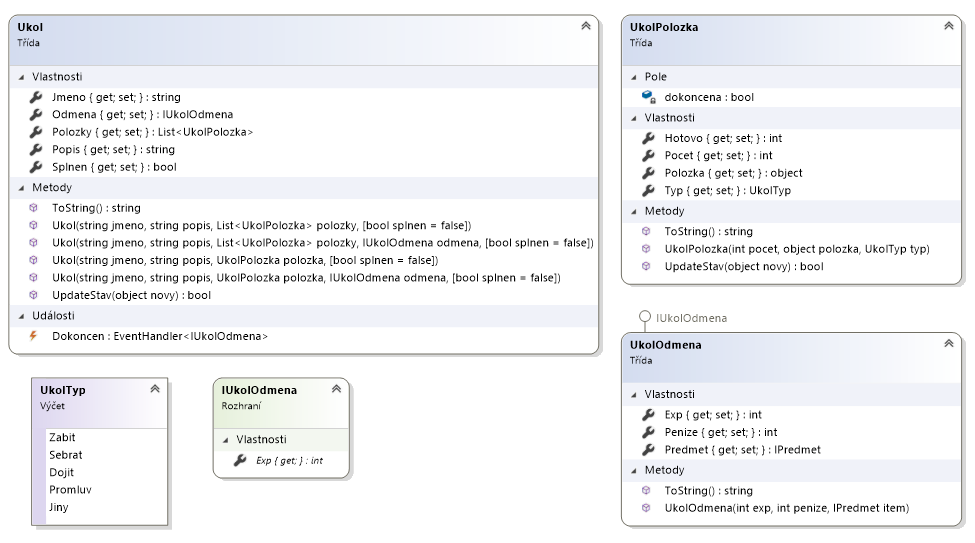 Ukol
Třída
Vlastnosti
Jmeno { get; set; } : string
Odmena { get; set; } : IUkolOdmena
Polozky { get; set; } : List<UkolPolozka>
Popis { get; set; } : string
Splnen { get; set; } : bool
Metody
ToString() : string
Ukol(string jmeno, string popis, List<UkolPolozka> polozky, [bool splnen = false])
Ukol(string jmeno, string popis, List<UkolPolozka> polozky, IUkolOdmena odmena, [bool splnen = false])
Ukol(string jmeno, string popis, UkolPolozka polozka, [bool splnen = false])
Ukol(string jmeno, string popis, UkolPolozka polozka, IUkolOdmena odmena, [bool splnen = false])
UpdateStav(object novy) : bool
Události
Dokoncen : EventHandler<IUkolOdmena>
UkolPolozka
Třída
Pole
dokoncena : bool
Vlastnosti
Hotovo { get; set; } : int
Pocet { get; set; } : int
Polozka { get; set; } : object
Typ { get; set; } : UkolTyp
Metody
ToString() : string
UkolPolozka(int pocet, object polozka, UkolTyp typ)
UpdateStav(object novy) : bool
UkolTyp
Výčet
Zabit
Sebrat
Dojit
Promluv
Jiny
IUkolOdmena
Rozhraní
Vlastnosti
Exp { get; } : int
IUkolOdmena
UkolOdmena
Třída
Vlastnosti
Exp { get; set; } : int
Penize { get; set; } : int
Predmet { get; set; } : IPredmet
Metody
ToString() : string
UkolOdmena(int exp, int penize, IPredmet item)